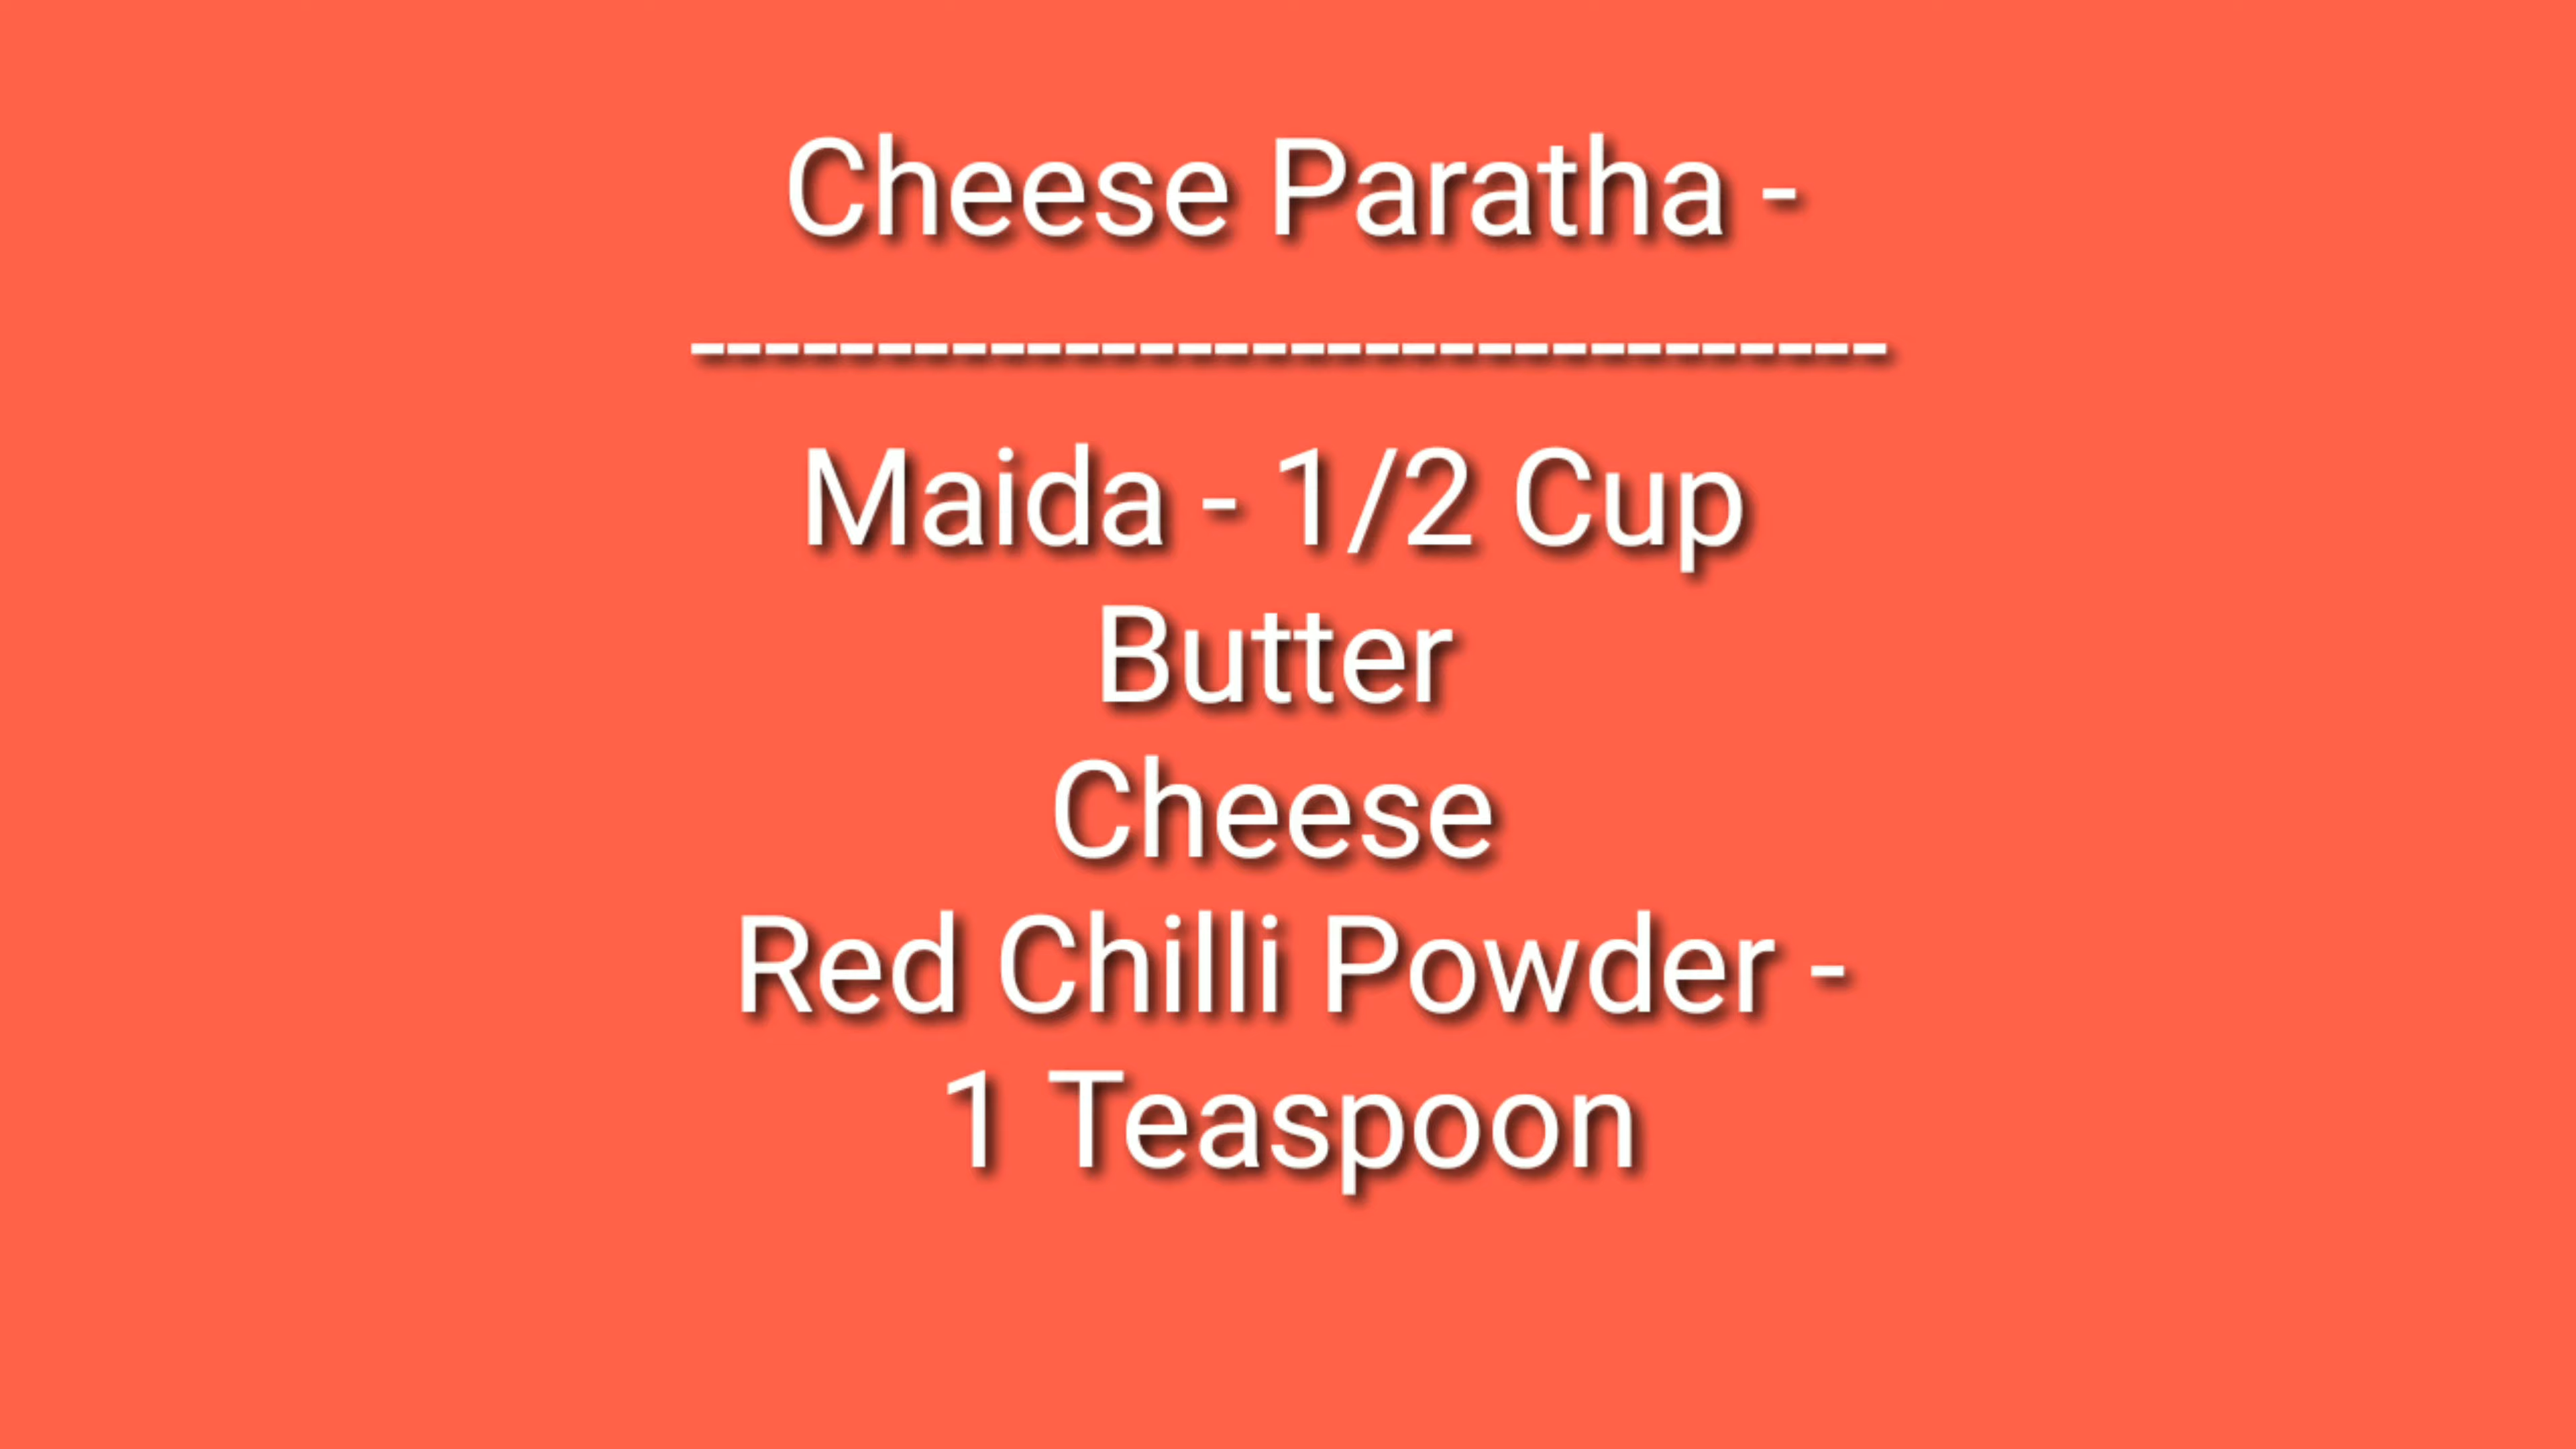 Cheese Paratha -
--------------------------------
Maida - 1/2 Cup
Butter
Cheese
Red Chilli Powder -
1 Teaspoon